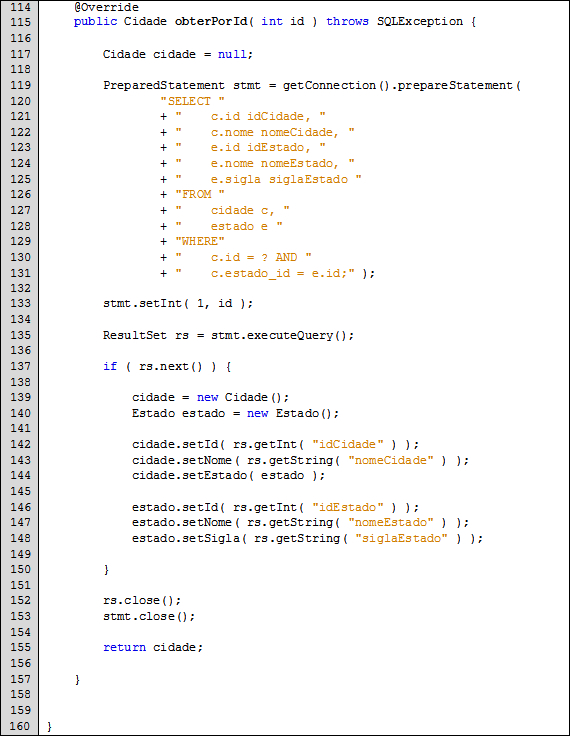 114     @Override
115     public Cidade obterPorId( int id ) throws SQLException {
116
117         Cidade cidade = null;
118
119         PreparedStatement stmt = getConnection().prepareStatement(
120                 "SELECT "
121                 + "    c.id idCidade, "
122                 + "    c.nome nomeCidade, "
123                 + "    e.id idEstado, "
124                 + "    e.nome nomeEstado, "
125                 + "    e.sigla siglaEstado "
126                 + "FROM "
127                 + "    cidade c, "
128                 + "    estado e "
129                 + "WHERE"
130                 + "    c.id = ? AND "
131                 + "    c.estado_id = e.id;" );
132
133         stmt.setInt( 1, id );
134
135         ResultSet rs = stmt.executeQuery();
136
137         if ( rs.next() ) {
138
139             cidade = new Cidade();
140             Estado estado = new Estado();
141
142             cidade.setId( rs.getInt( "idCidade" ) );
143             cidade.setNome( rs.getString( "nomeCidade" ) );
144             cidade.setEstado( estado );
145
146             estado.setId( rs.getInt( "idEstado" ) );
147             estado.setNome( rs.getString( "nomeEstado" ) );
148             estado.setSigla( rs.getString( "siglaEstado" ) );
149
150         }
151
152         rs.close();
153         stmt.close();
154
155         return cidade;
156
157     }
158
159
160 }